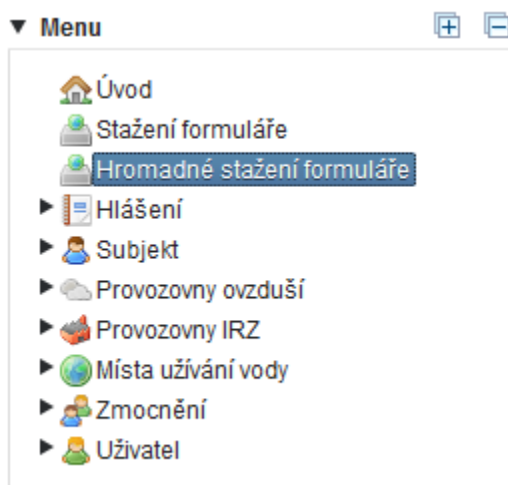 Menu
Úvod
Stažení formuláře
Hromadné stažení formuláře
Hlášení
Subjekt
Provozovny ovzduší
Provozovny IRZ
Místa užívání vody
Zmocnění
Uživatel